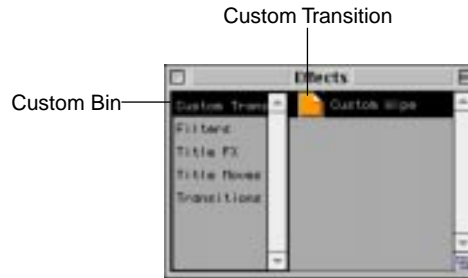 Custom Transition
Effects
Custom Bin
Custom Trans
Custom Wipe
Filters
Title FX
Title Moves
Transitions